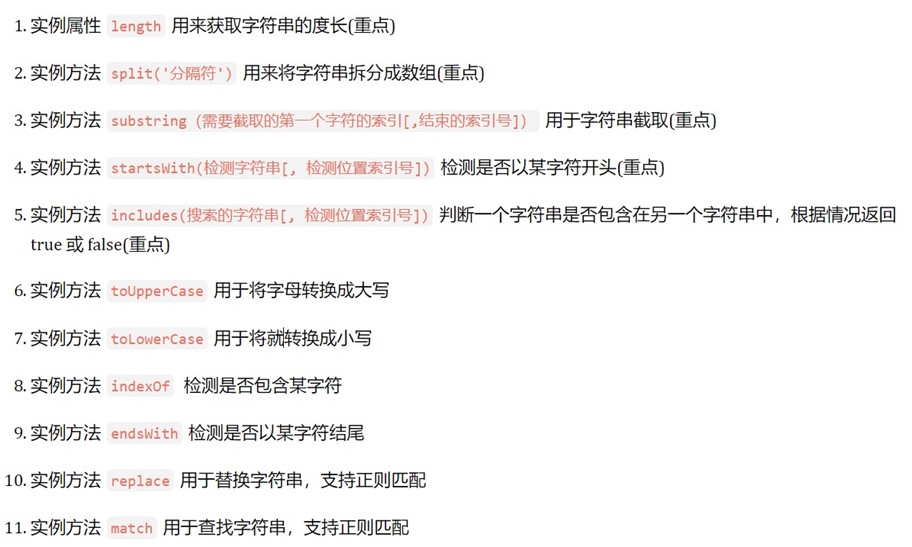 1. 实例属性 length 用来获取字符串的度长(重点)
2. 实例方法 split('分隔符') 用来将字符串拆分成数组(重点)
3. 实例方法 substring (需要截取的第一个字符的索引[,结束的索引号]) 用于字符串截取(重点)
4. 实例方法 startsWith(检测字符串[, 检测位置索引号]) 检测是否以某字符开头(重点)
5. 实例方法 includes(搜索的字符串[, 检测位置索引号]) 判断一个字符串是否包含在另一个字符串中，根据情况返回
true 或 false(重点)
6. 实例方法 toUpperCase 用于将字母转换成大写
7. 实例方法 toLowerCase 用于将就转换成小写
8. 实例方法 indexOf 检测是否包含某字符
9. 实例方法 endsWith 检测是否以某字符结尾
10. 实例方法 replace 用于替换字符串，支持正则匹配
11. 实例方法 match 用于查找字符串，支持正则匹配